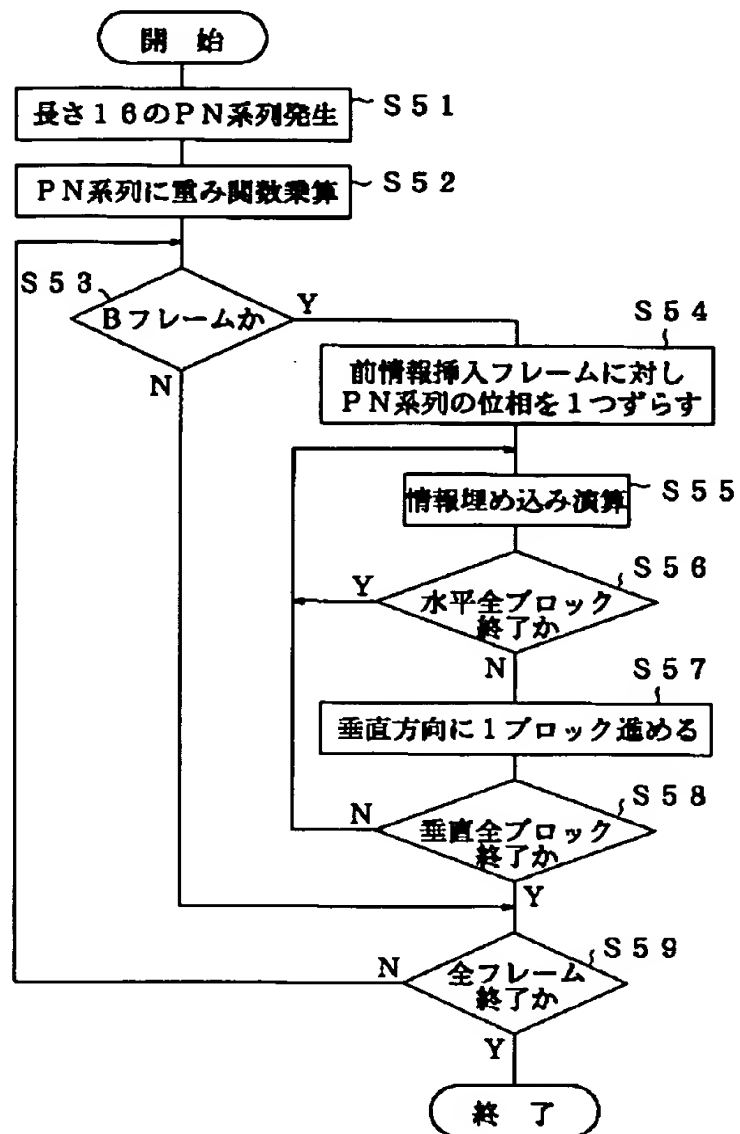 開 始
長さ16のPN系列発生
S51
PN系列に重み関数乗算
S52
S53
Bフレームか
Y
N
S54
前情報挿入フレームに対し
PN系列の位相を1つずらす
情報埋め込み演算
S55
S56
Y
水平全ブロック
終了か
N
S57
垂直方向に1ブロック進める
S58
N
垂直全ブロック
終了か
Y
S59
N
全フレーム
終了か
Y
終 了